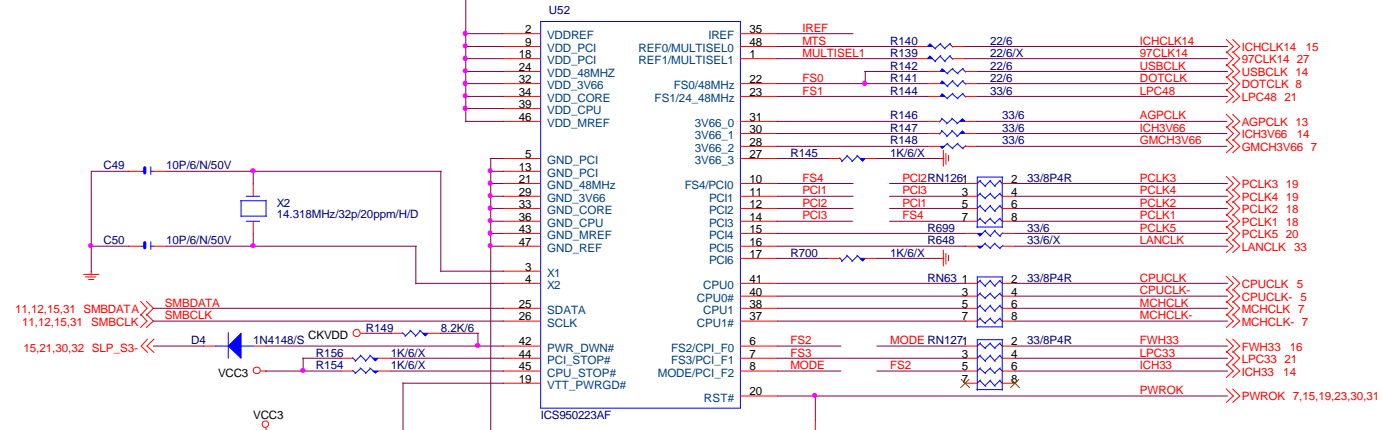 U52
2 VDDREF IREF 35 IREF
9 VDD_PCI REF0/MULTISEL0 48 MTS R140 22/6 ICHCLK14 ICHCLK14 15
18 VDD_PCI REF1/MULTISEL1 1 MULTISEL1 R139 22/6/X 97CLK14 97CLK14 27
24 VDD_48MHZ R142 22/6 USBCLK USBCLK 14
32 VDD_3V66 FS0/48MHz 22 FS0 R141 22/6 DOTCLK DOTCLK 8
34 VDD_CORE FS1/24_48MHz 23 FS1 R144 33/6 LPC48 LPC48 21
39 VDD_CPU
46 VDD_MREF 3V66_0 31 R146 33/6 AGPCLK AGPCLK 13
3V66_1 30 R147 33/6 ICH3V66 ICH3V66 14
3V66_2 28 R148 33/6 GMCH3V66 GMCH3V66 7
5 GND_PCI 3V66_3 27 R145 1K/6/X
C49 10P/6/N/50V 13 GND_PCI
21 GND_48MHz FS4/PCI0 10 FS4 PCI2 RN126 1 2 33/8P4R PCLK3 PCLK3 19
29 GND_3V66 PCI1 11 PCI1 PCI3 3 4 PCLK4 PCLK4 19
X2 33 GND_CORE PCI2 12 PCI2 PCI1 5 6 PCLK2 PCLK2 18
14.318MHz/32p/20ppm/H/D 36 GND_CPU PCI3 14 PCI3 FS4 7 8 PCLK1 PCLK1 18
43 GND_MREF PCI4 15 R699 33/6 PCLK5 PCLK5 20
C50 10P/6/N/50V 47 GND_REF PCI5 16 R648 33/6/X LANCLK LANCLK 33
PCI6 17 R700 1K/6/X
3 X1
4 X2 CPU0 41 RN63 1 2 33/8P4R CPUCLK CPUCLK 5
CPU0# 40 3 4 CPUCLK- CPUCLK- 5
11,12,15,31 SMBDATA SMBDATA 25 SDATA CPU1 38 5 6 MCHCLK MCHCLK 7
11,12,15,31 SMBCLK SMBCLK 26 SCLK CPU1# 37 7 8 MCHCLK- MCHCLK- 7
CKVDD R149 8.2K/6
15,21,30,32 SLP_S3- D4 1N4148/S 42 PWR_DWN# FS2/CPI_F0 6 FS2 MODE RN127 1 2 33/8P4R FWH33 FWH33 16
R156 1K/6/X 44 PCI_STOP# FS3/PCI_F1 7 FS3 3 4 LPC33 LPC33 21
VCC3 R154 1K/6/X 45 CPU_STOP# MODE/PCI_F2 8 MODE FS2 5 6 ICH33 ICH33 14
19 VTT_PWRGD# 7 8
RST# 20 PWROK PWROK 7,15,19,23,30,31
VCC3 ICS950223AF